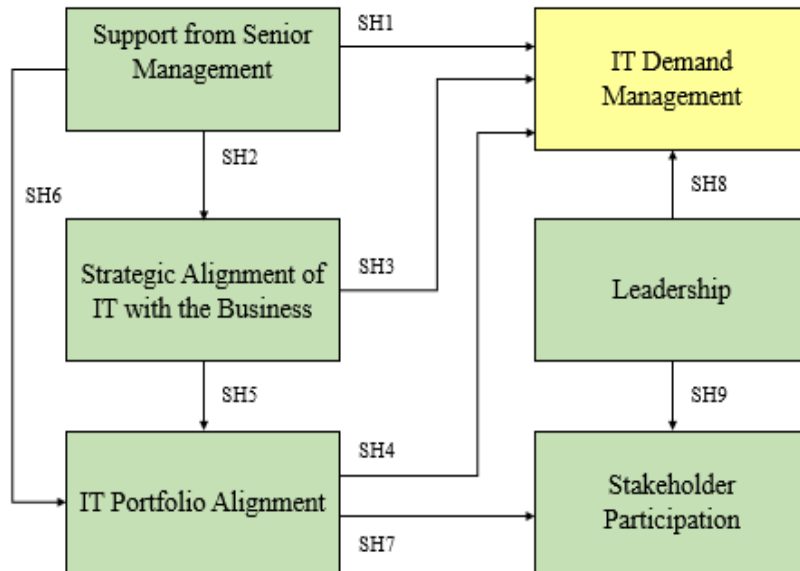 Support from Senior
Management
SH1
IT Demand
Management
SH2
SH6
SH8
Strategic Alignment of
IT with the Business
SH3
Leadership
SH5
SH9
IT Portfolio Alignment
SH4
SH7
Stakeholder
Participation